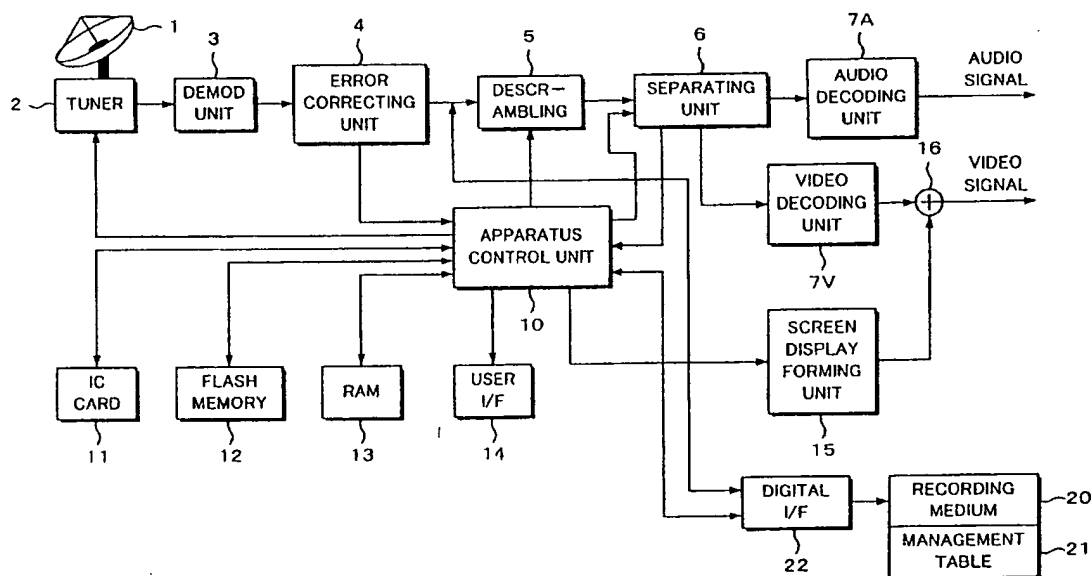 1
2
TUNER
3
DEMOD
UNIT
4
ERROR
CORRECTING
UNIT
5
DESCR-
AMBLING
6
SEPARATING
UNIT
7A
AUDIO
DECODING
UNIT
AUDIO
SIGNAL
VIDEO
DECODING
UNIT
7V
16
VIDEO
SIGNAL
APPARATUS
CONTROL UNIT
10
SCREEN
DISPLAY
FORMING
UNIT
15
IC
CARD
11
FLASH
MEMORY
12
RAM
13
USER
I/F
14
DIGITAL
I/F
22
RECORDING
MEDIUM
20
MANAGEMENT
TABLE
21